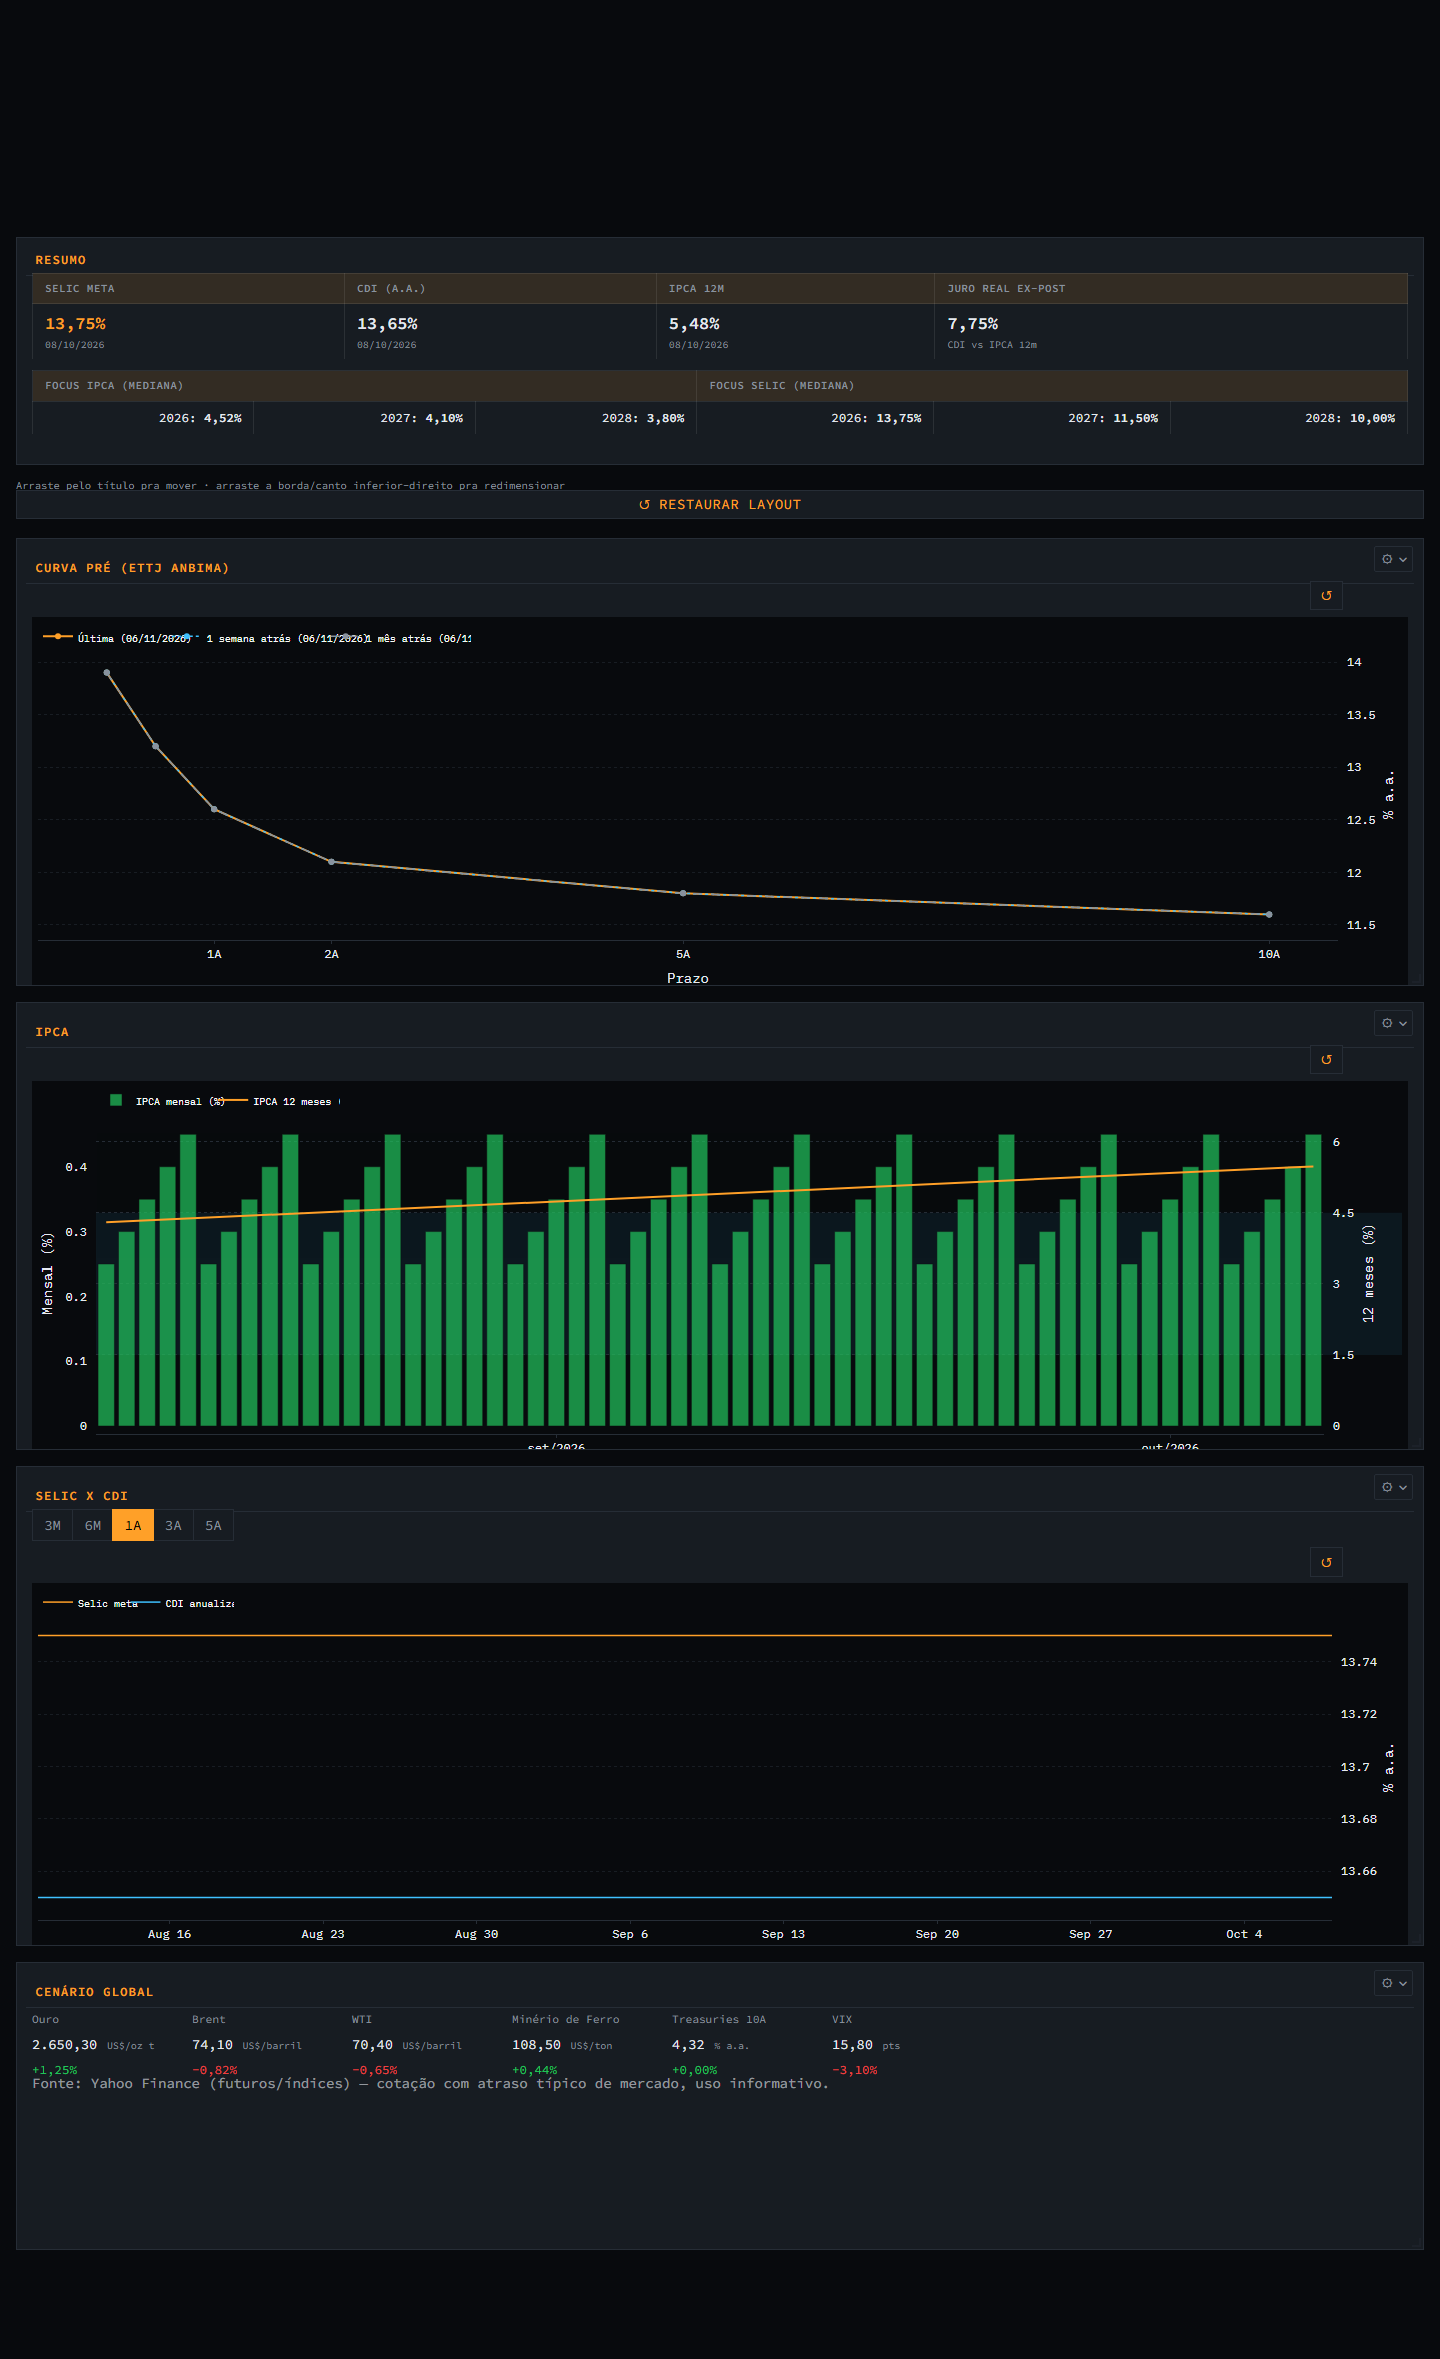 RESUMO
SELIC META CDI (A.A.) IPCA 12M JURO REAL EX-POST
13,75% 13,65% 5,48% 7,75%
08/10/2026 08/10/2026 08/10/2026 CDI vs IPCA 12m
FOCUS IPCA (MEDIANA) FOCUS SELIC (MEDIANA)
2026: 4,52% 2027: 4,10% 2028: 3,80% 2026: 13,75% 2027: 11,50% 2028: 10,00%
Arraste pelo título pra mover · arraste a borda/canto inferior-direito pra redimensionar
↺ RESTAURAR LAYOUT
CURVA PRÉ (ETTJ ANBIMA)
Última (06/11/2026) 1 semana atrás (06/11/2026) 1 mês atrás (06/11
14
13.5
13
12.5
12
11.5
% a.a.
1A 2A 5A 10A
Prazo
IPCA
IPCA mensal (%) IPCA 12 meses (
0.4
0.3
0.2
0.1
0
Mensal (%)
6
4.5
3
1.5
0
12 meses (%)
set/2026 out/2026
SELIC X CDI
3M 6M 1A 3A 5A
Selic meta CDI anualiza
13.74
13.72
13.7
13.68
13.66
% a.a.
Aug 16 Aug 23 Aug 30 Sep 6 Sep 13 Sep 20 Sep 27 Oct 4
CENÁRIO GLOBAL
Ouro Brent WTI Minério de Ferro Treasuries 10A VIX
2.650,30 US$/oz t 74,10 US$/barril 70,40 US$/barril 108,50 US$/ton 4,32 % a.a. 15,80 pts
+1,25% −0,82% −0,65% +0,44% +0,00% −3,10%
Fonte: Yahoo Finance (futuros/índices) — cotação com atraso típico de mercado, uso informativo.